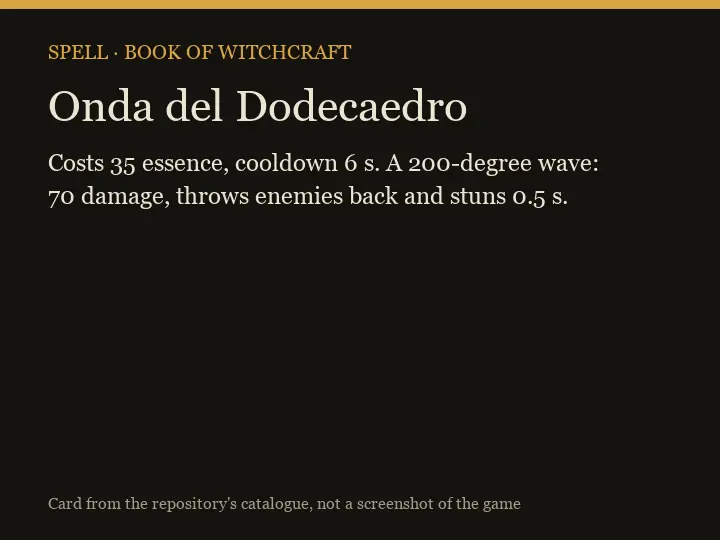 SPELL · BOOK OF WITCHCRAFT
Onda del Dodecaedro
Costs 35 essence, cooldown 6 s. A 200-degree wave:
70 damage, throws enemies back and stuns 0.5 s.
Card from the repository's catalogue, not a screenshot of the game